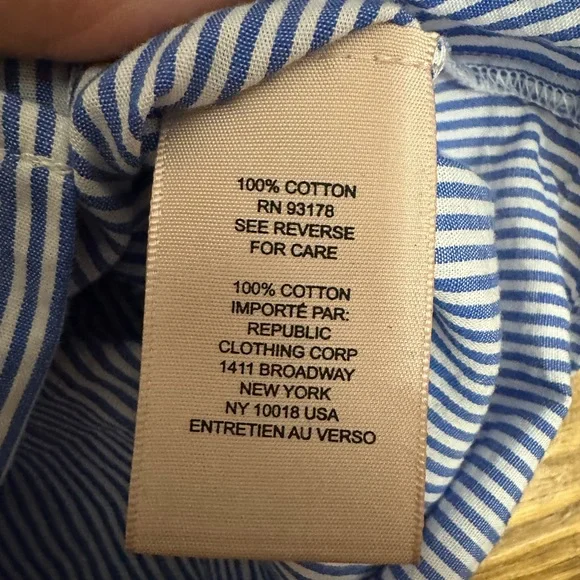 100% COTTON
RN 93178
SEE REVERSE
FOR CARE
100% COTTON
IMPORTÉ PAR:
REPUBLIC
CLOTHING CORP
1411 BROADWAY
NEW YORK
NY 10018 USA
ENTRETIEN AU VERSO